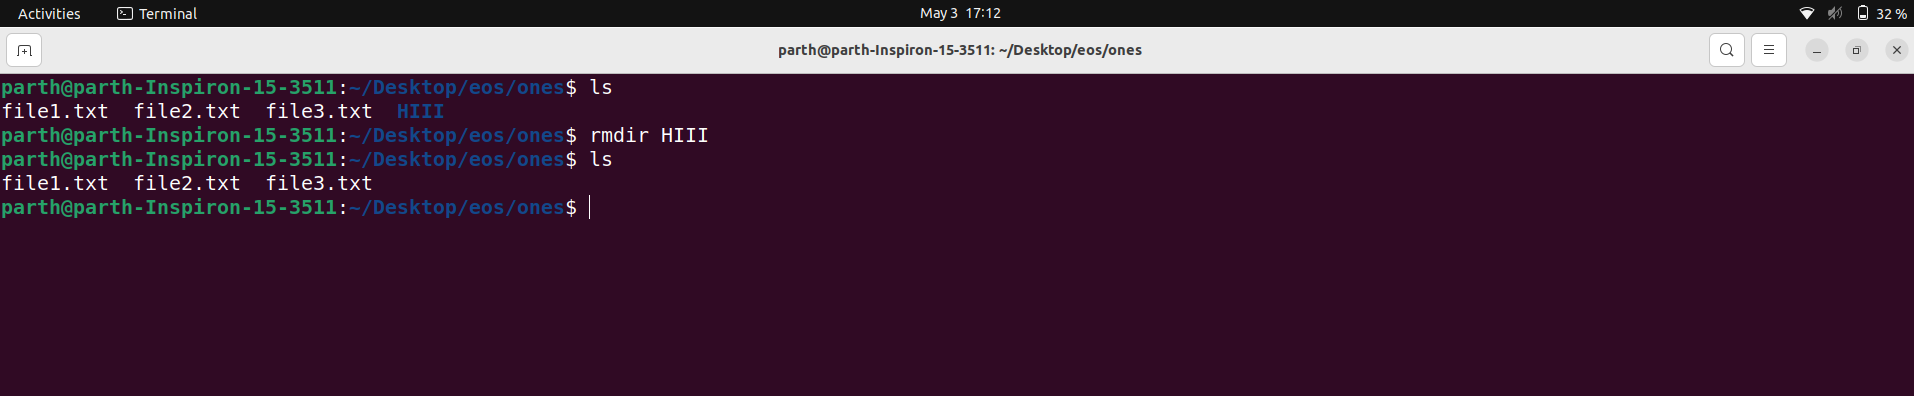 Activities Terminal May 3 17:12 32 %
parth@parth-Inspiron-15-3511: ~/Desktop/eos/ones
parth@parth-Inspiron-15-3511:~/Desktop/eos/ones$ ls
file1.txt file2.txt file3.txt HIII
parth@parth-Inspiron-15-3511:~/Desktop/eos/ones$ rmdir HIII
parth@parth-Inspiron-15-3511:~/Desktop/eos/ones$ ls
file1.txt file2.txt file3.txt
parth@parth-Inspiron-15-3511:~/Desktop/eos/ones$